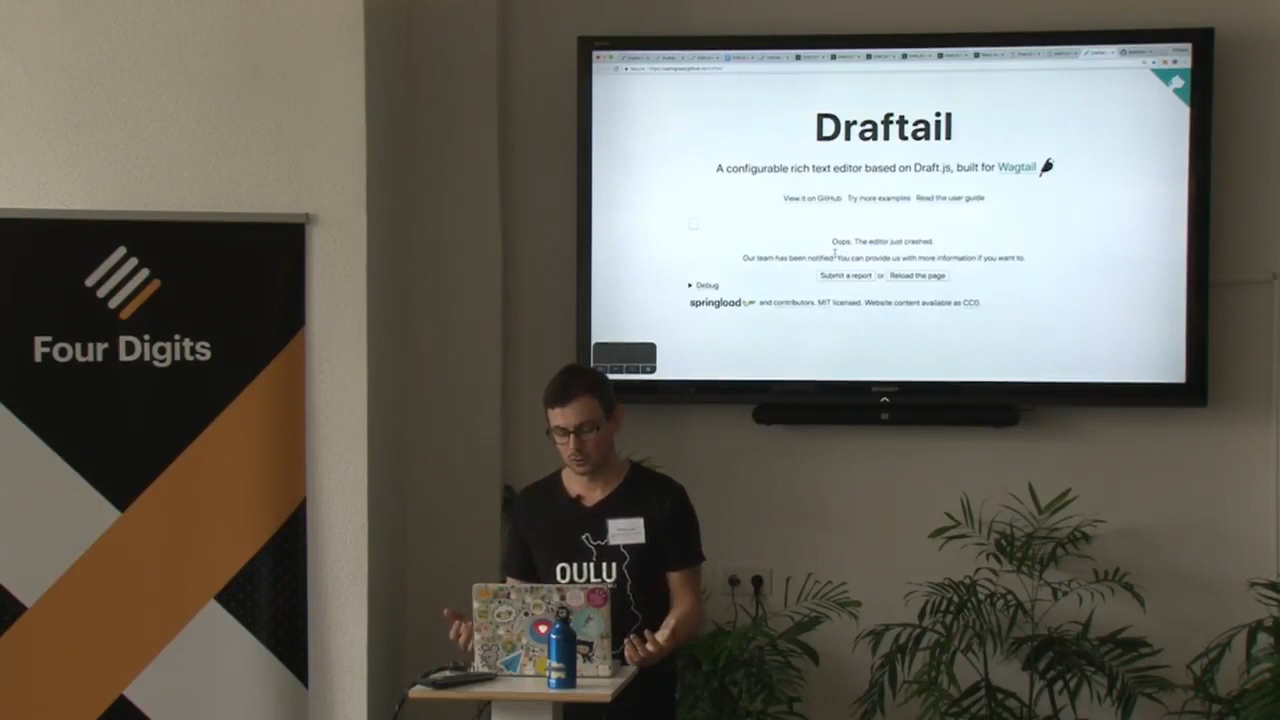 Draftail
A configurable rich text editor based on Draft.js, built for Wagtail
View it on GitHub Try more examples Read the user guide
Oops. The editor just crashed.
Our team has been notified. You can provide us with more information if you want to.
Submit a report or Reload the page
Debug
springload and contributors. MIT licensed. Website content available as CC0.
Four Digits
OULU